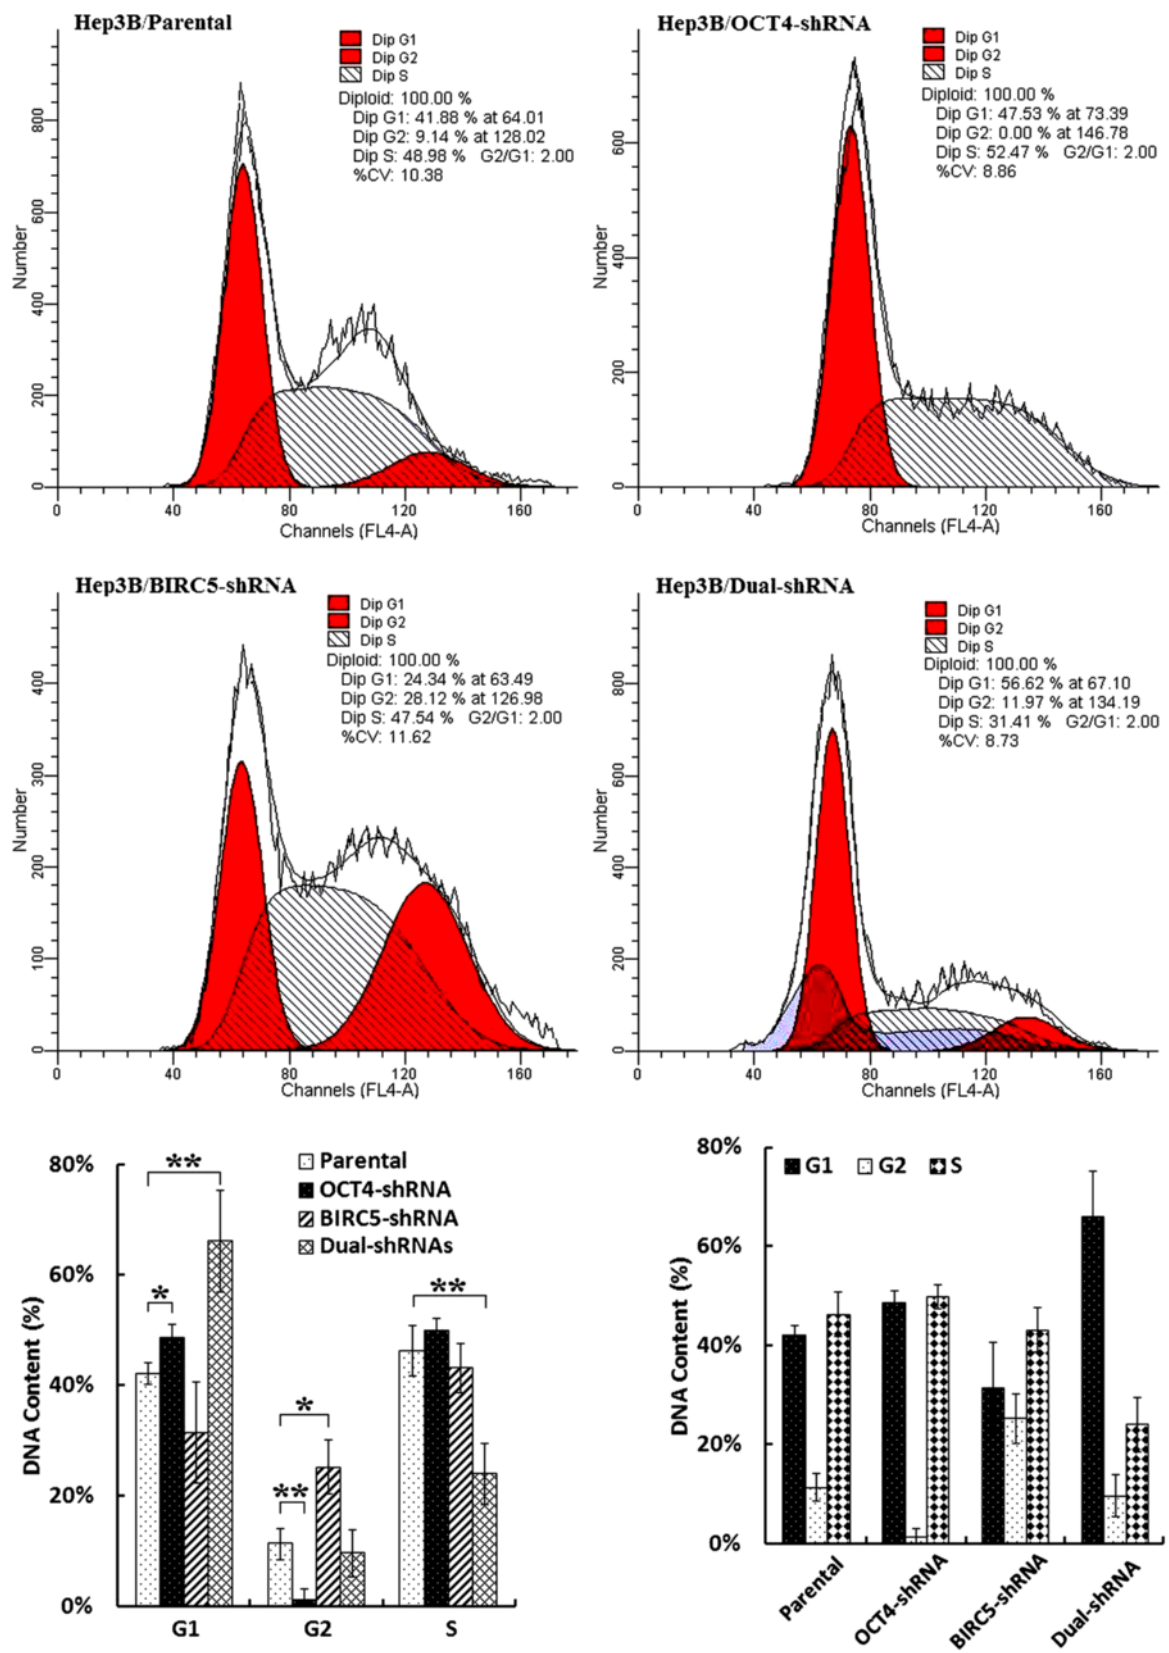 Hep3B/Parental
Dip G1
Dip G2
Dip S
Diploid: 100.00 %
Dip G1: 41.88 % at 64.01
Dip G2: 9.14 % at 128.02
Dip S: 48.98 % G2/G1: 2.00
%CV: 10.38
Number
800
600
400
200
0
0 40 80 120 160
Channels (FL4-A)
Hep3B/OCT4-shRNA
Dip G1
Dip G2
Dip S
Diploid: 100.00 %
Dip G1: 47.53 % at 73.39
Dip G2: 0.00 % at 146.78
Dip S: 52.47 % G2/G1: 2.00
%CV: 8.86
Number
600
400
200
0
0 40 80 120 160
Channels (FL4-A)
Hep3B/BIRC5-shRNA
Dip G1
Dip G2
Dip S
Diploid: 100.00 %
Dip G1: 24.34 % at 63.49
Dip G2: 28.12 % at 126.98
Dip S: 47.54 % G2/G1: 2.00
%CV: 11.62
Number
400
300
200
100
0
0 40 80 120 160
Channels (FL4-A)
Hep3B/Dual-shRNA
Dip G1
Dip G2
Dip S
Diploid: 100.00 %
Dip G1: 56.62 % at 67.10
Dip G2: 11.97 % at 134.19
Dip S: 31.41 % G2/G1: 2.00
%CV: 8.73
Number
800
600
400
200
0
0 40 80 120 160
Channels (FL4-A)
DNA Content (%)
80%
60%
40%
20%
0%
Parental
OCT4-shRNA
BIRC5-shRNA
Dual-shRNAs
**
*
*
**
**
G1 G2 S
DNA Content (%)
80%
60%
40%
20%
0%
G1 G2 S
Parental
OCT4-shRNA
BIRC5-shRNA
Dual-shRNA